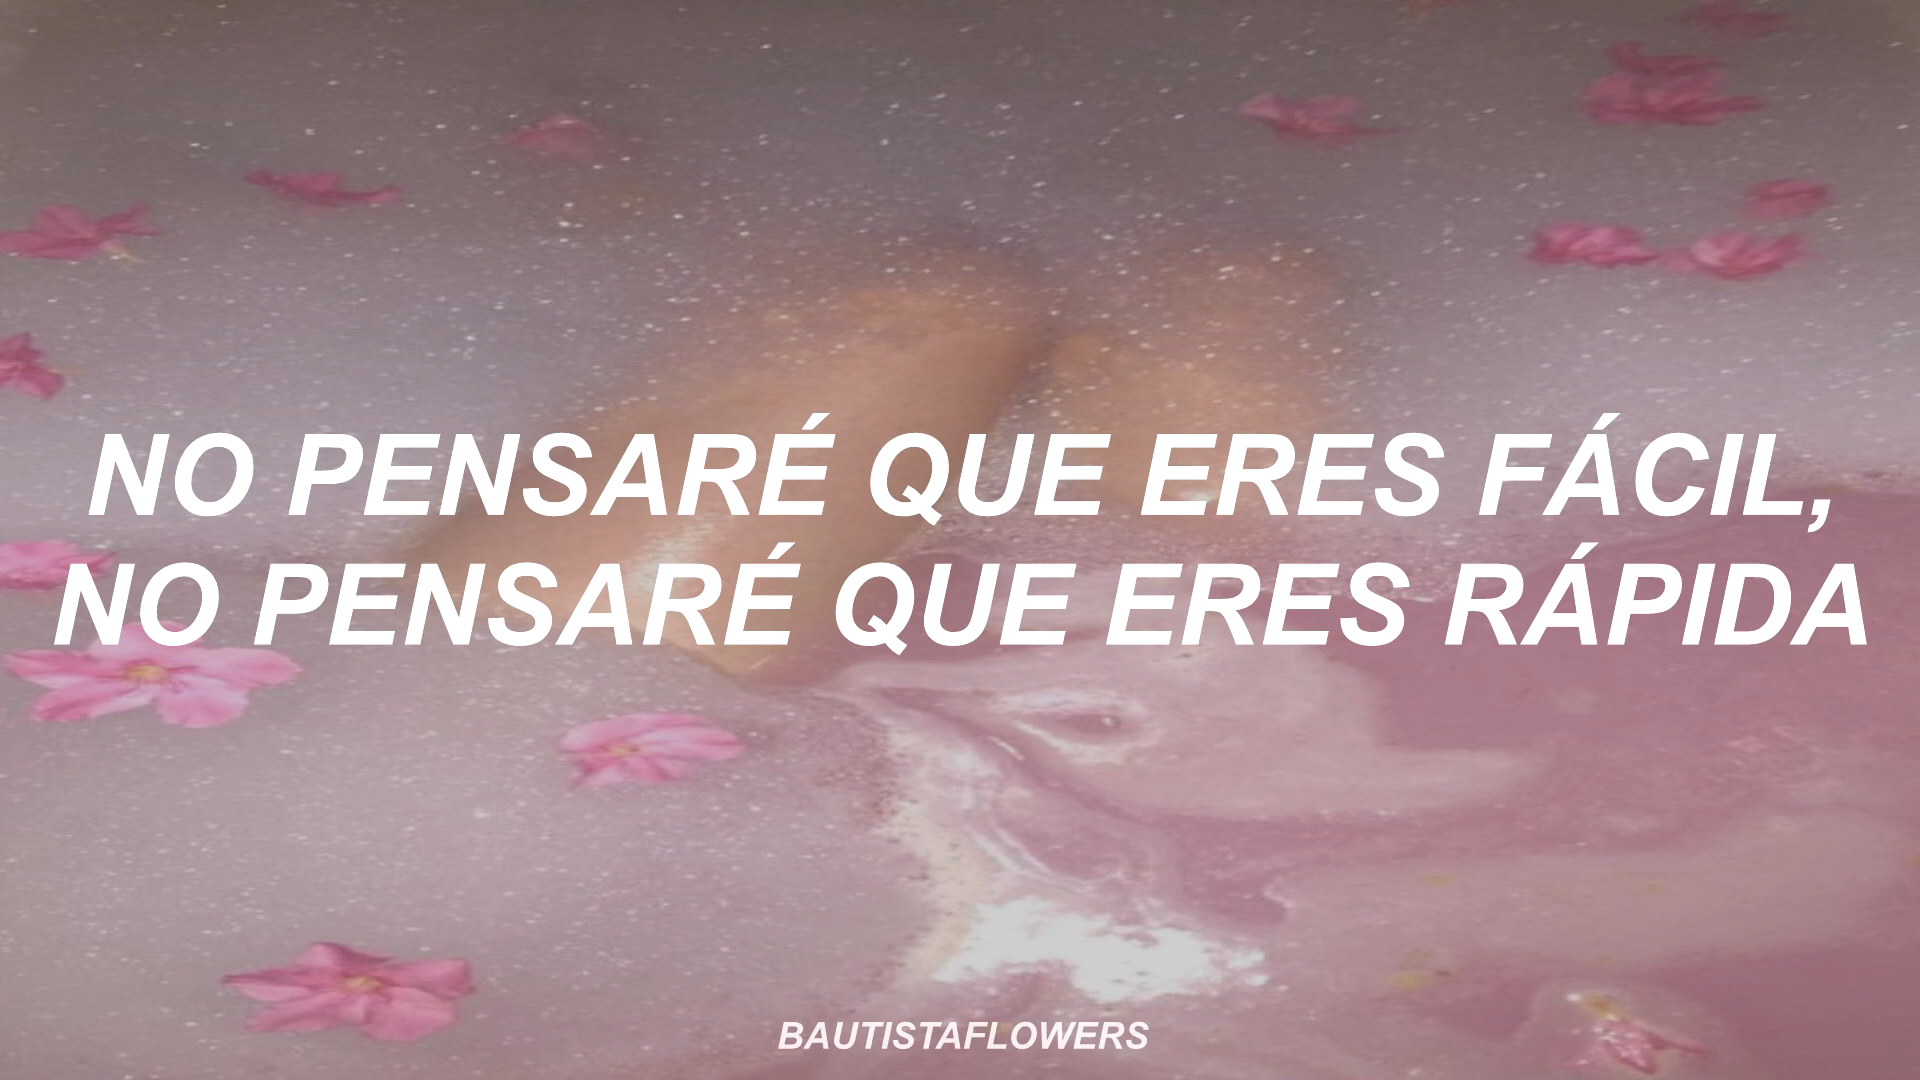 NO PENSARÉ QUE ERES FÁCIL,
NO PENSARÉ QUE ERES RÁPIDA
BAUTISTAFLOWERS